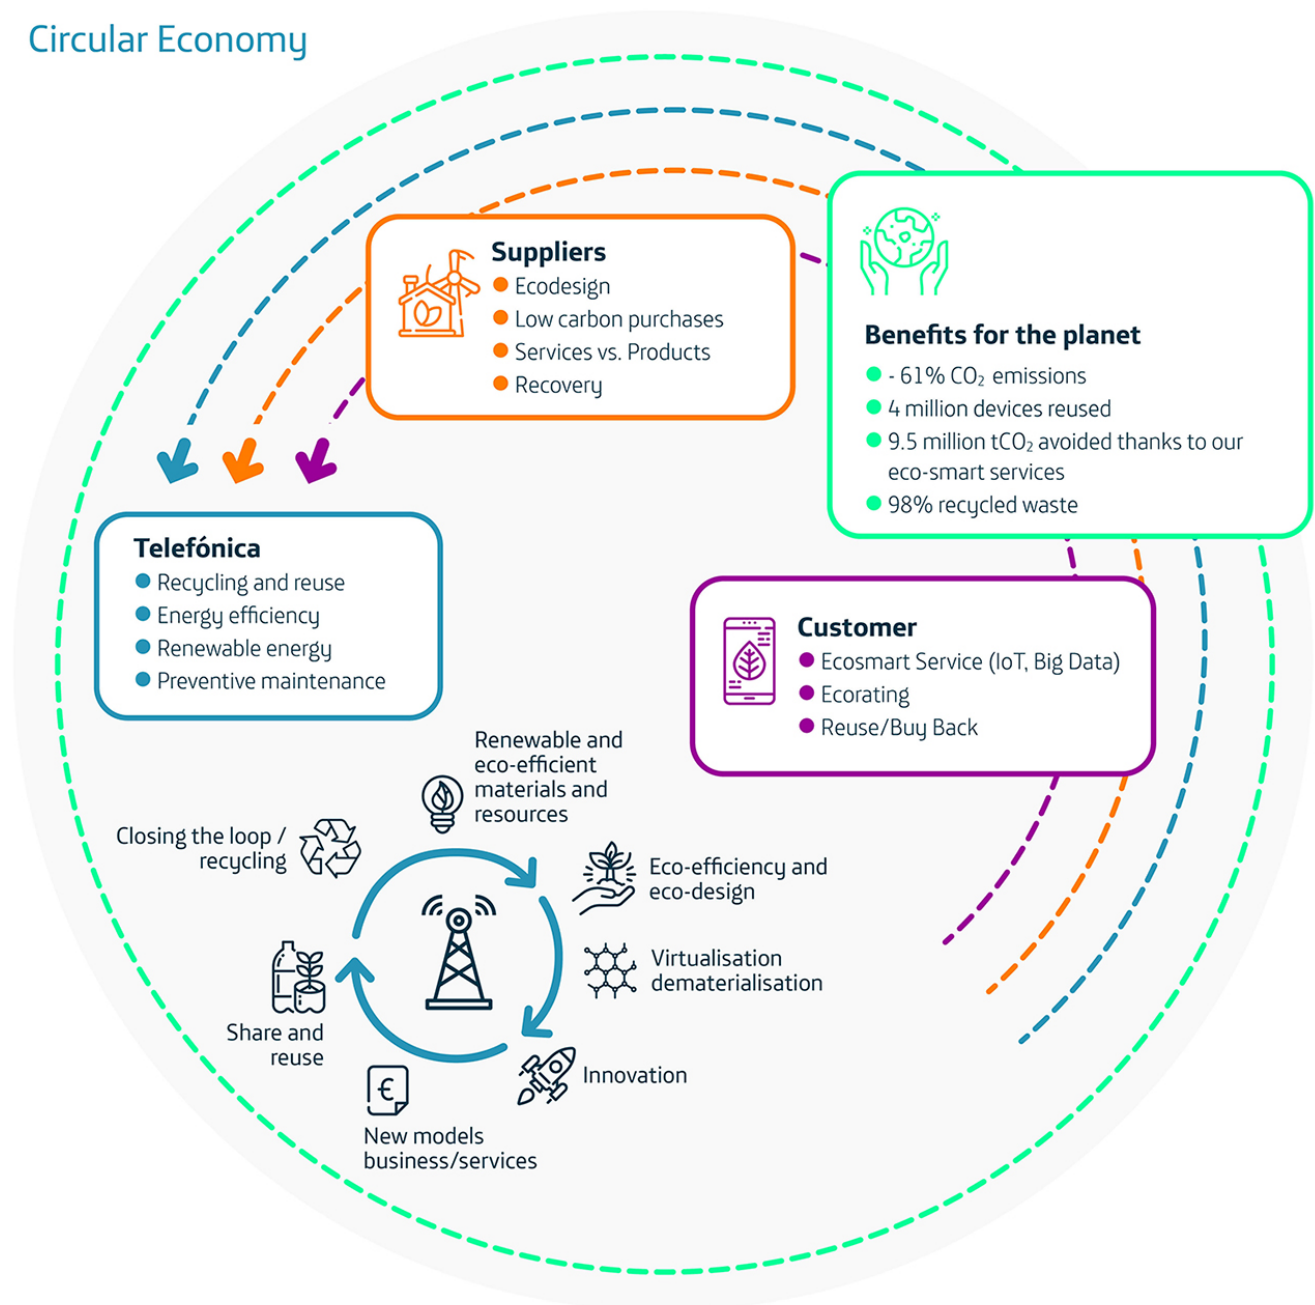 Circular Economy
Suppliers
Ecodesign
Low carbon purchases
Services vs. Products
Recovery
Benefits for the planet
- 61% CO₂ emissions
4 million devices reused
9.5 million tCO₂ avoided thanks to our
eco-smart services
98% recycled waste
Telefónica
Recycling and reuse
Energy efficiency
Renewable energy
Preventive maintenance
Customer
Ecosmart Service (IoT, Big Data)
Ecorating
Reuse/Buy Back
Renewable and
eco-efficient
materials and
resources
Closing the loop /
recycling
Eco-efficiency and
eco-design
Virtualisation
dematerialisation
Share and
reuse
Innovation
€
New models
business/services